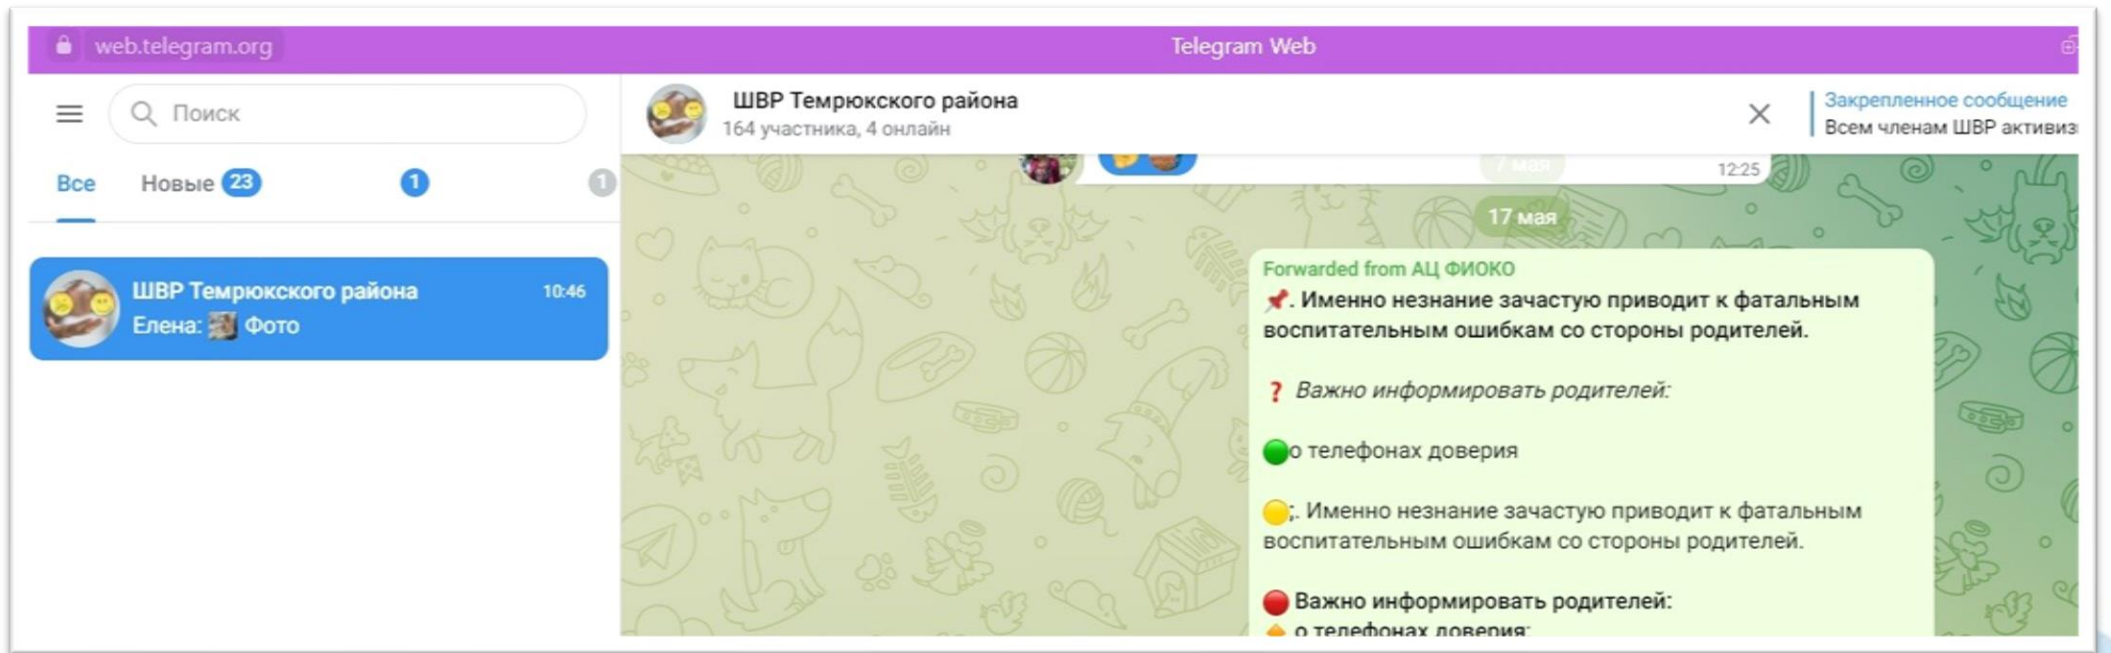 web.telegram.org
Telegram Web
Поиск
Все Новые 23 1 1
ШВР Темрюкского района 10:46
Елена: Фото
ШВР Темрюкского района
164 участника, 4 онлайн
Закрепленное сообщение
Всем членам ШВР активиз
7 мая
12:25
17 мая
Forwarded from АЦ ФИОКО
📌. Именно незнание зачастую приводит к фатальным
воспитательным ошибкам со стороны родителей.
❓ Важно информировать родителей:
🟢о телефонах доверия
🟡;. Именно незнание зачастую приводит к фатальным
воспитательным ошибкам со стороны родителей.
🔴 Важно информировать родителей:
🔸 о телефонах доверия: